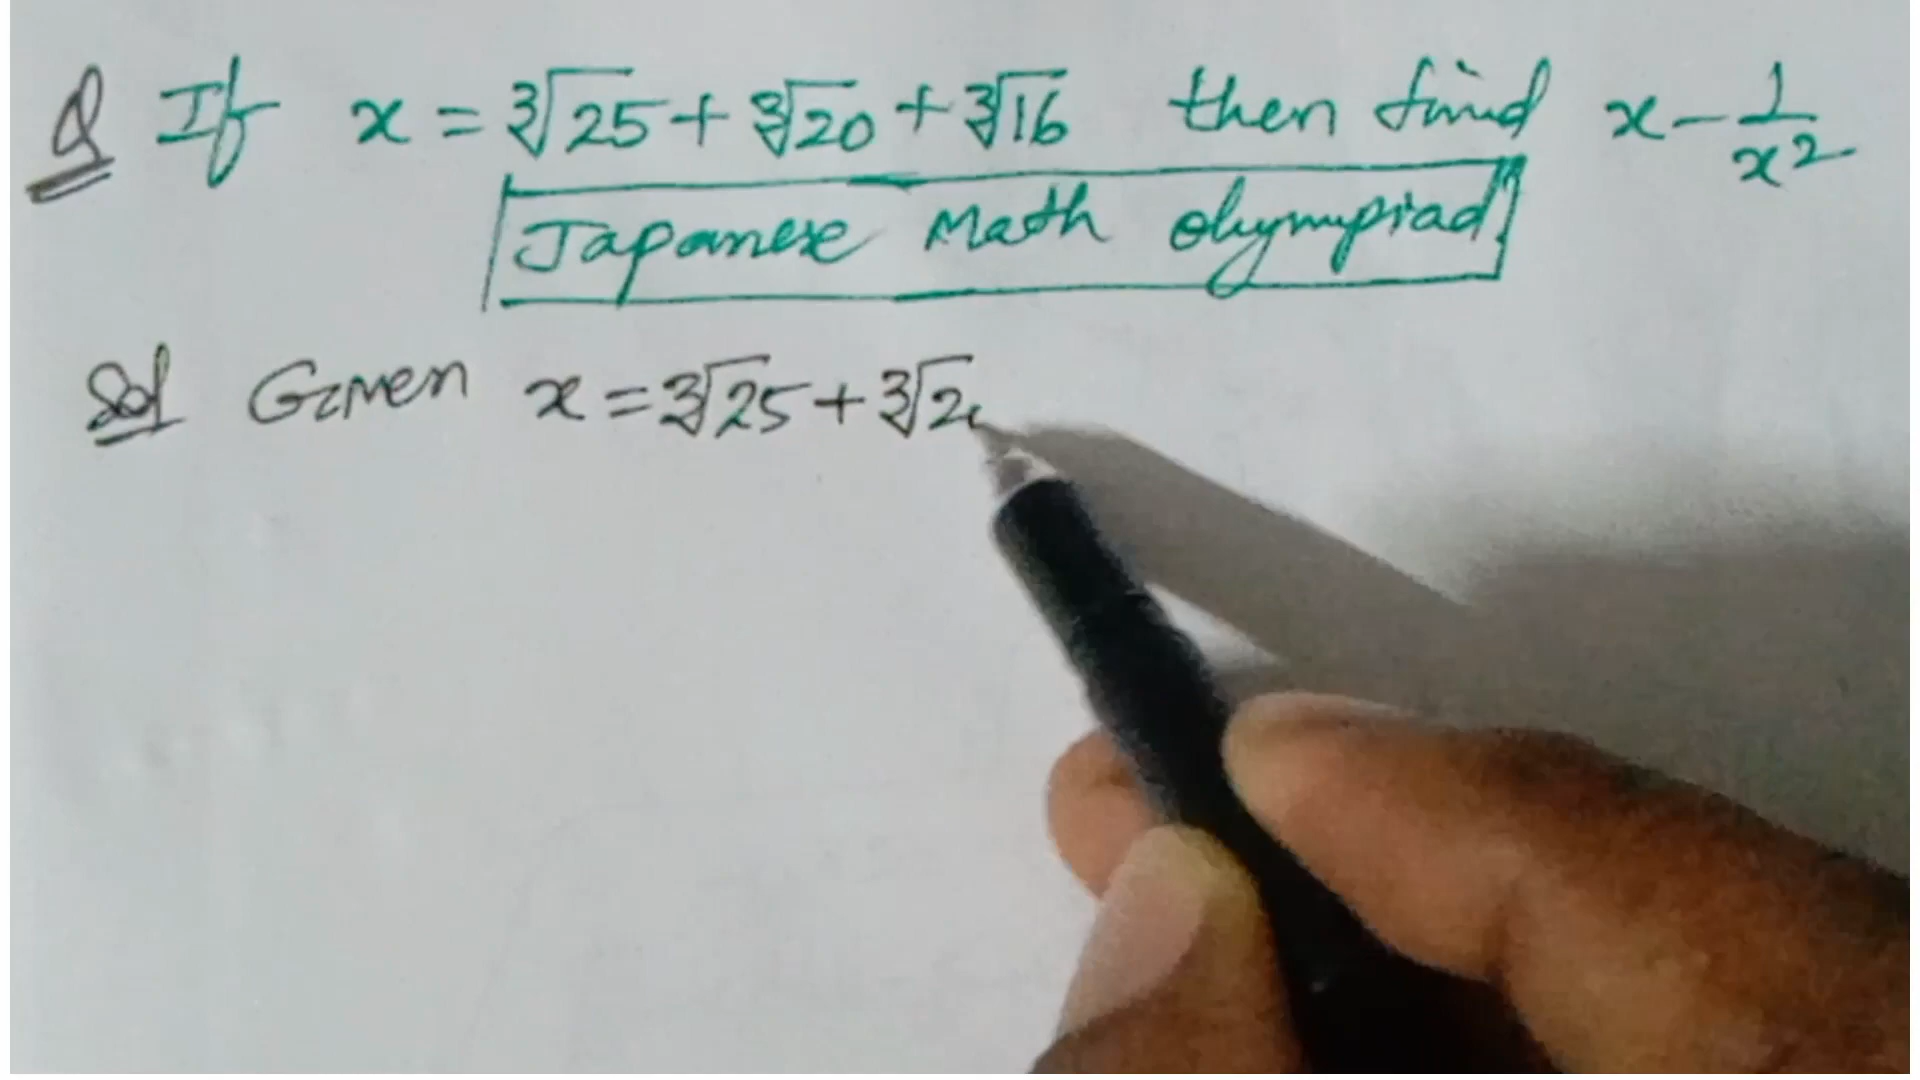 Q If x = ∛25 + ∛20 + ∛16 then find x - 1/x²
Japanese Math Olympiad
Sol Given x = ∛25 + ∛2